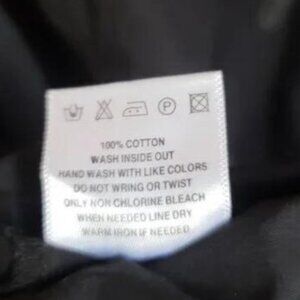 100% COTTON
WASH INSIDE OUT
HAND WASH WITH LIKE COLORS
DO NOT WRING OR TWIST
ONLY NON CHLORINE BLEACH
WHEN NEEDED LINE DRY
WARM IRON IF NEEDED